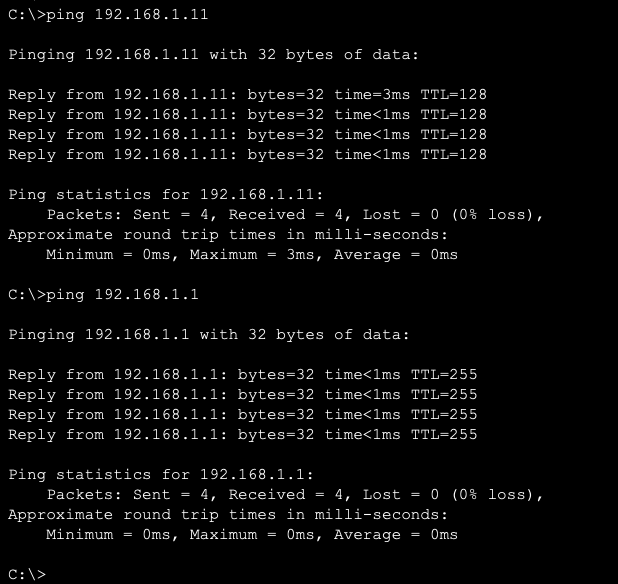 C:\>ping 192.168.1.11
Pinging 192.168.1.11 with 32 bytes of data:
Reply from 192.168.1.11: bytes=32 time=3ms TTL=128
Reply from 192.168.1.11: bytes=32 time<1ms TTL=128
Reply from 192.168.1.11: bytes=32 time<1ms TTL=128
Reply from 192.168.1.11: bytes=32 time<1ms TTL=128
Ping statistics for 192.168.1.11:
    Packets: Sent = 4, Received = 4, Lost = 0 (0% loss),
Approximate round trip times in milli-seconds:
    Minimum = 0ms, Maximum = 3ms, Average = 0ms
C:\>ping 192.168.1.1
Pinging 192.168.1.1 with 32 bytes of data:
Reply from 192.168.1.1: bytes=32 time<1ms TTL=255
Reply from 192.168.1.1: bytes=32 time<1ms TTL=255
Reply from 192.168.1.1: bytes=32 time<1ms TTL=255
Reply from 192.168.1.1: bytes=32 time<1ms TTL=255
Ping statistics for 192.168.1.1:
    Packets: Sent = 4, Received = 4, Lost = 0 (0% loss),
Approximate round trip times in milli-seconds:
    Minimum = 0ms, Maximum = 0ms, Average = 0ms
C:\>